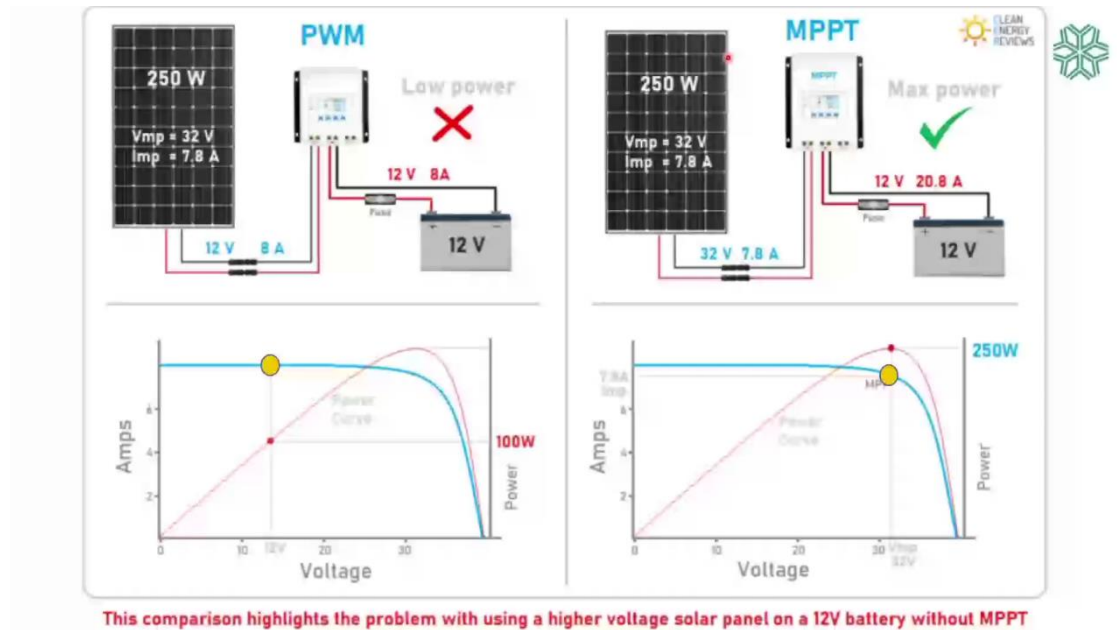 PWM
250 W
Vmp = 32 V
Imp = 7.8 A
Low power
12 V 8A
Fuse
12 V 8 A
+ −
12 V
MPPT
250 W
Vmp = 32 V
Imp = 7.8 A
MPPT
Max power
12 V 20.8 A
Fuse
32 V 7.8 A
+ −
12 V
CLEAN
ENERGY
REVIEWS
Amps
6
4
2
0
10
20
30
12V
Voltage
Power
Curve
100W
Power
Amps
7.8A
Imp
6
4
2
0
10
20
30
Vmp
32V
Voltage
Power
Curve
MPP
250W
Power
This comparison highlights the problem with using a higher voltage solar panel on a 12V battery without MPPT